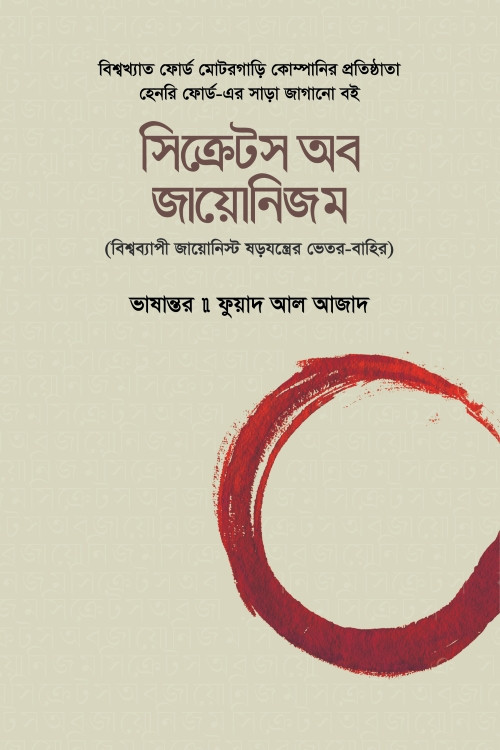 বিশ্বখ্যাত ফোর্ড মোটরগাড়ি কোম্পানির প্রতিষ্ঠাতা
হেনরি ফোর্ড-এর সাড়া জাগানো বই
সিক্রেটস অব
জায়োনিজম
(বিশ্বব্যাপী জায়োনিস্ট ষড়যন্ত্রের ভেতর-বাহির)
ভাষান্তর ॥ ফুয়াদ আল আজাদ